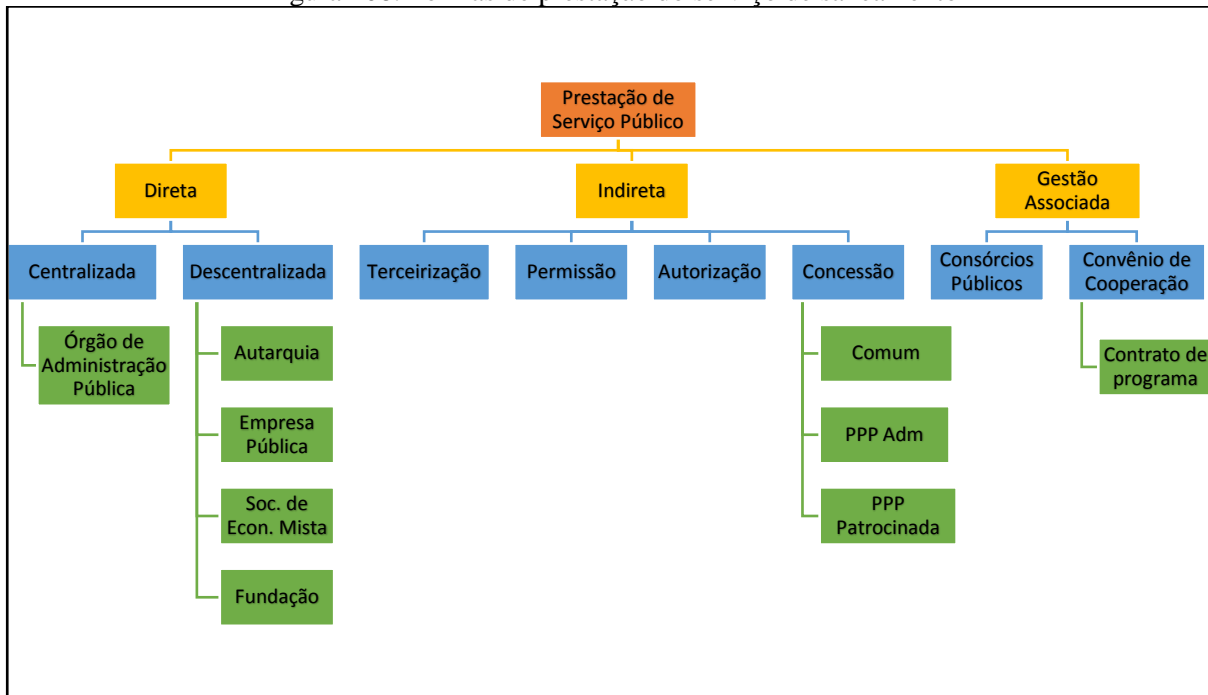 Prestação de
Serviço Público
Direta
Indireta
Gestão
Associada
Centralizada
Descentralizada
Terceirização
Permissão
Autorização
Concessão
Consórcios
Públicos
Convênio de
Cooperação
Órgão de
Administração
Pública
Autarquia
Empresa
Pública
Soc. de
Econ. Mista
Fundação
Comum
PPP Adm
PPP
Patrocinada
Contrato de
programa